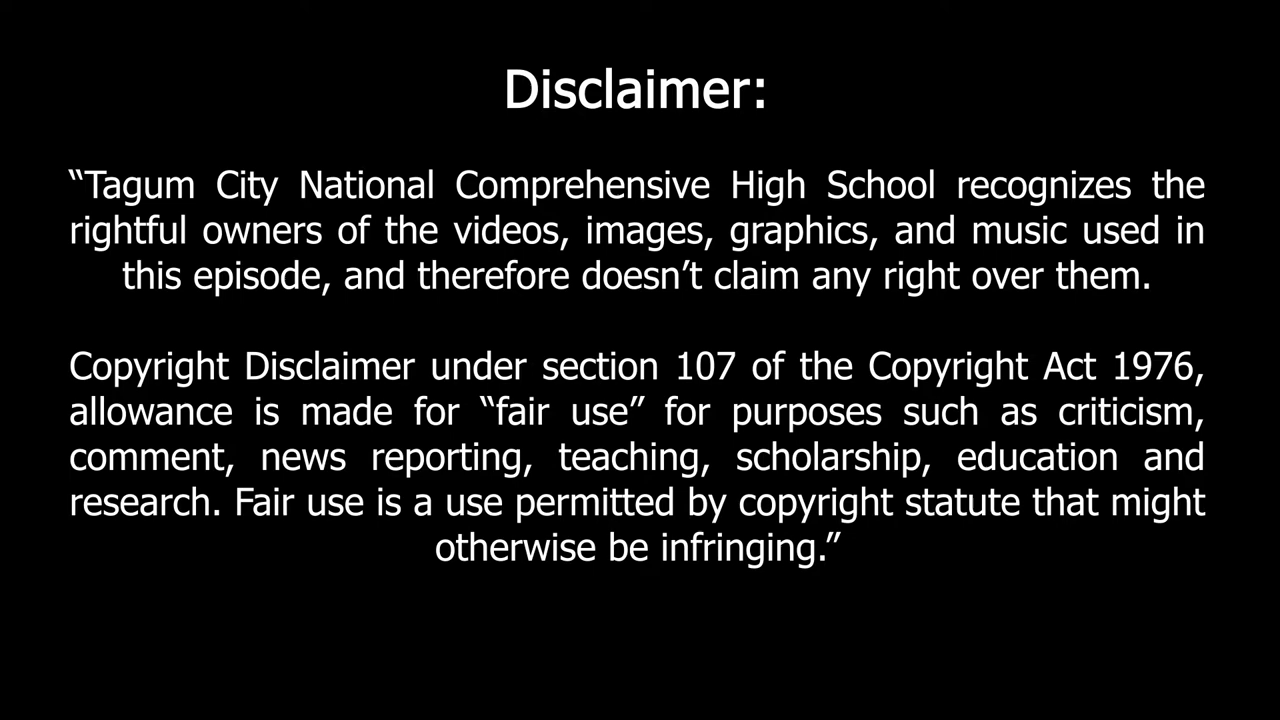 Disclaimer:
“Tagum City National Comprehensive High School recognizes the
rightful owners of the videos, images, graphics, and music used in
this episode, and therefore doesn’t claim any right over them.
Copyright Disclaimer under section 107 of the Copyright Act 1976,
allowance is made for “fair use” for purposes such as criticism,
comment, news reporting, teaching, scholarship, education and
research. Fair use is a use permitted by copyright statute that might
otherwise be infringing.”